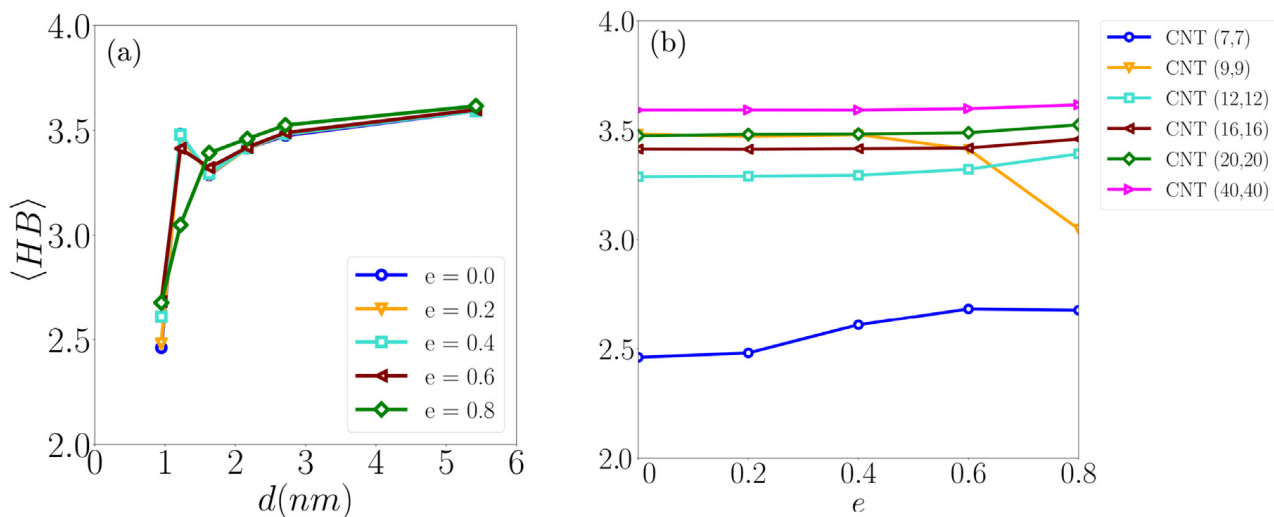 (a)
4.0
3.5
3.0
2.5
2.0
⟨HB⟩
0 1 2 3 4 5 6
d(nm)
e = 0.0
e = 0.2
e = 0.4
e = 0.6
e = 0.8
(b)
4.0
3.5
3.0
2.5
2.0
0 0.2 0.4 0.6 0.8
e
CNT (7,7)
CNT (9,9)
CNT (12,12)
CNT (16,16)
CNT (20,20)
CNT (40,40)